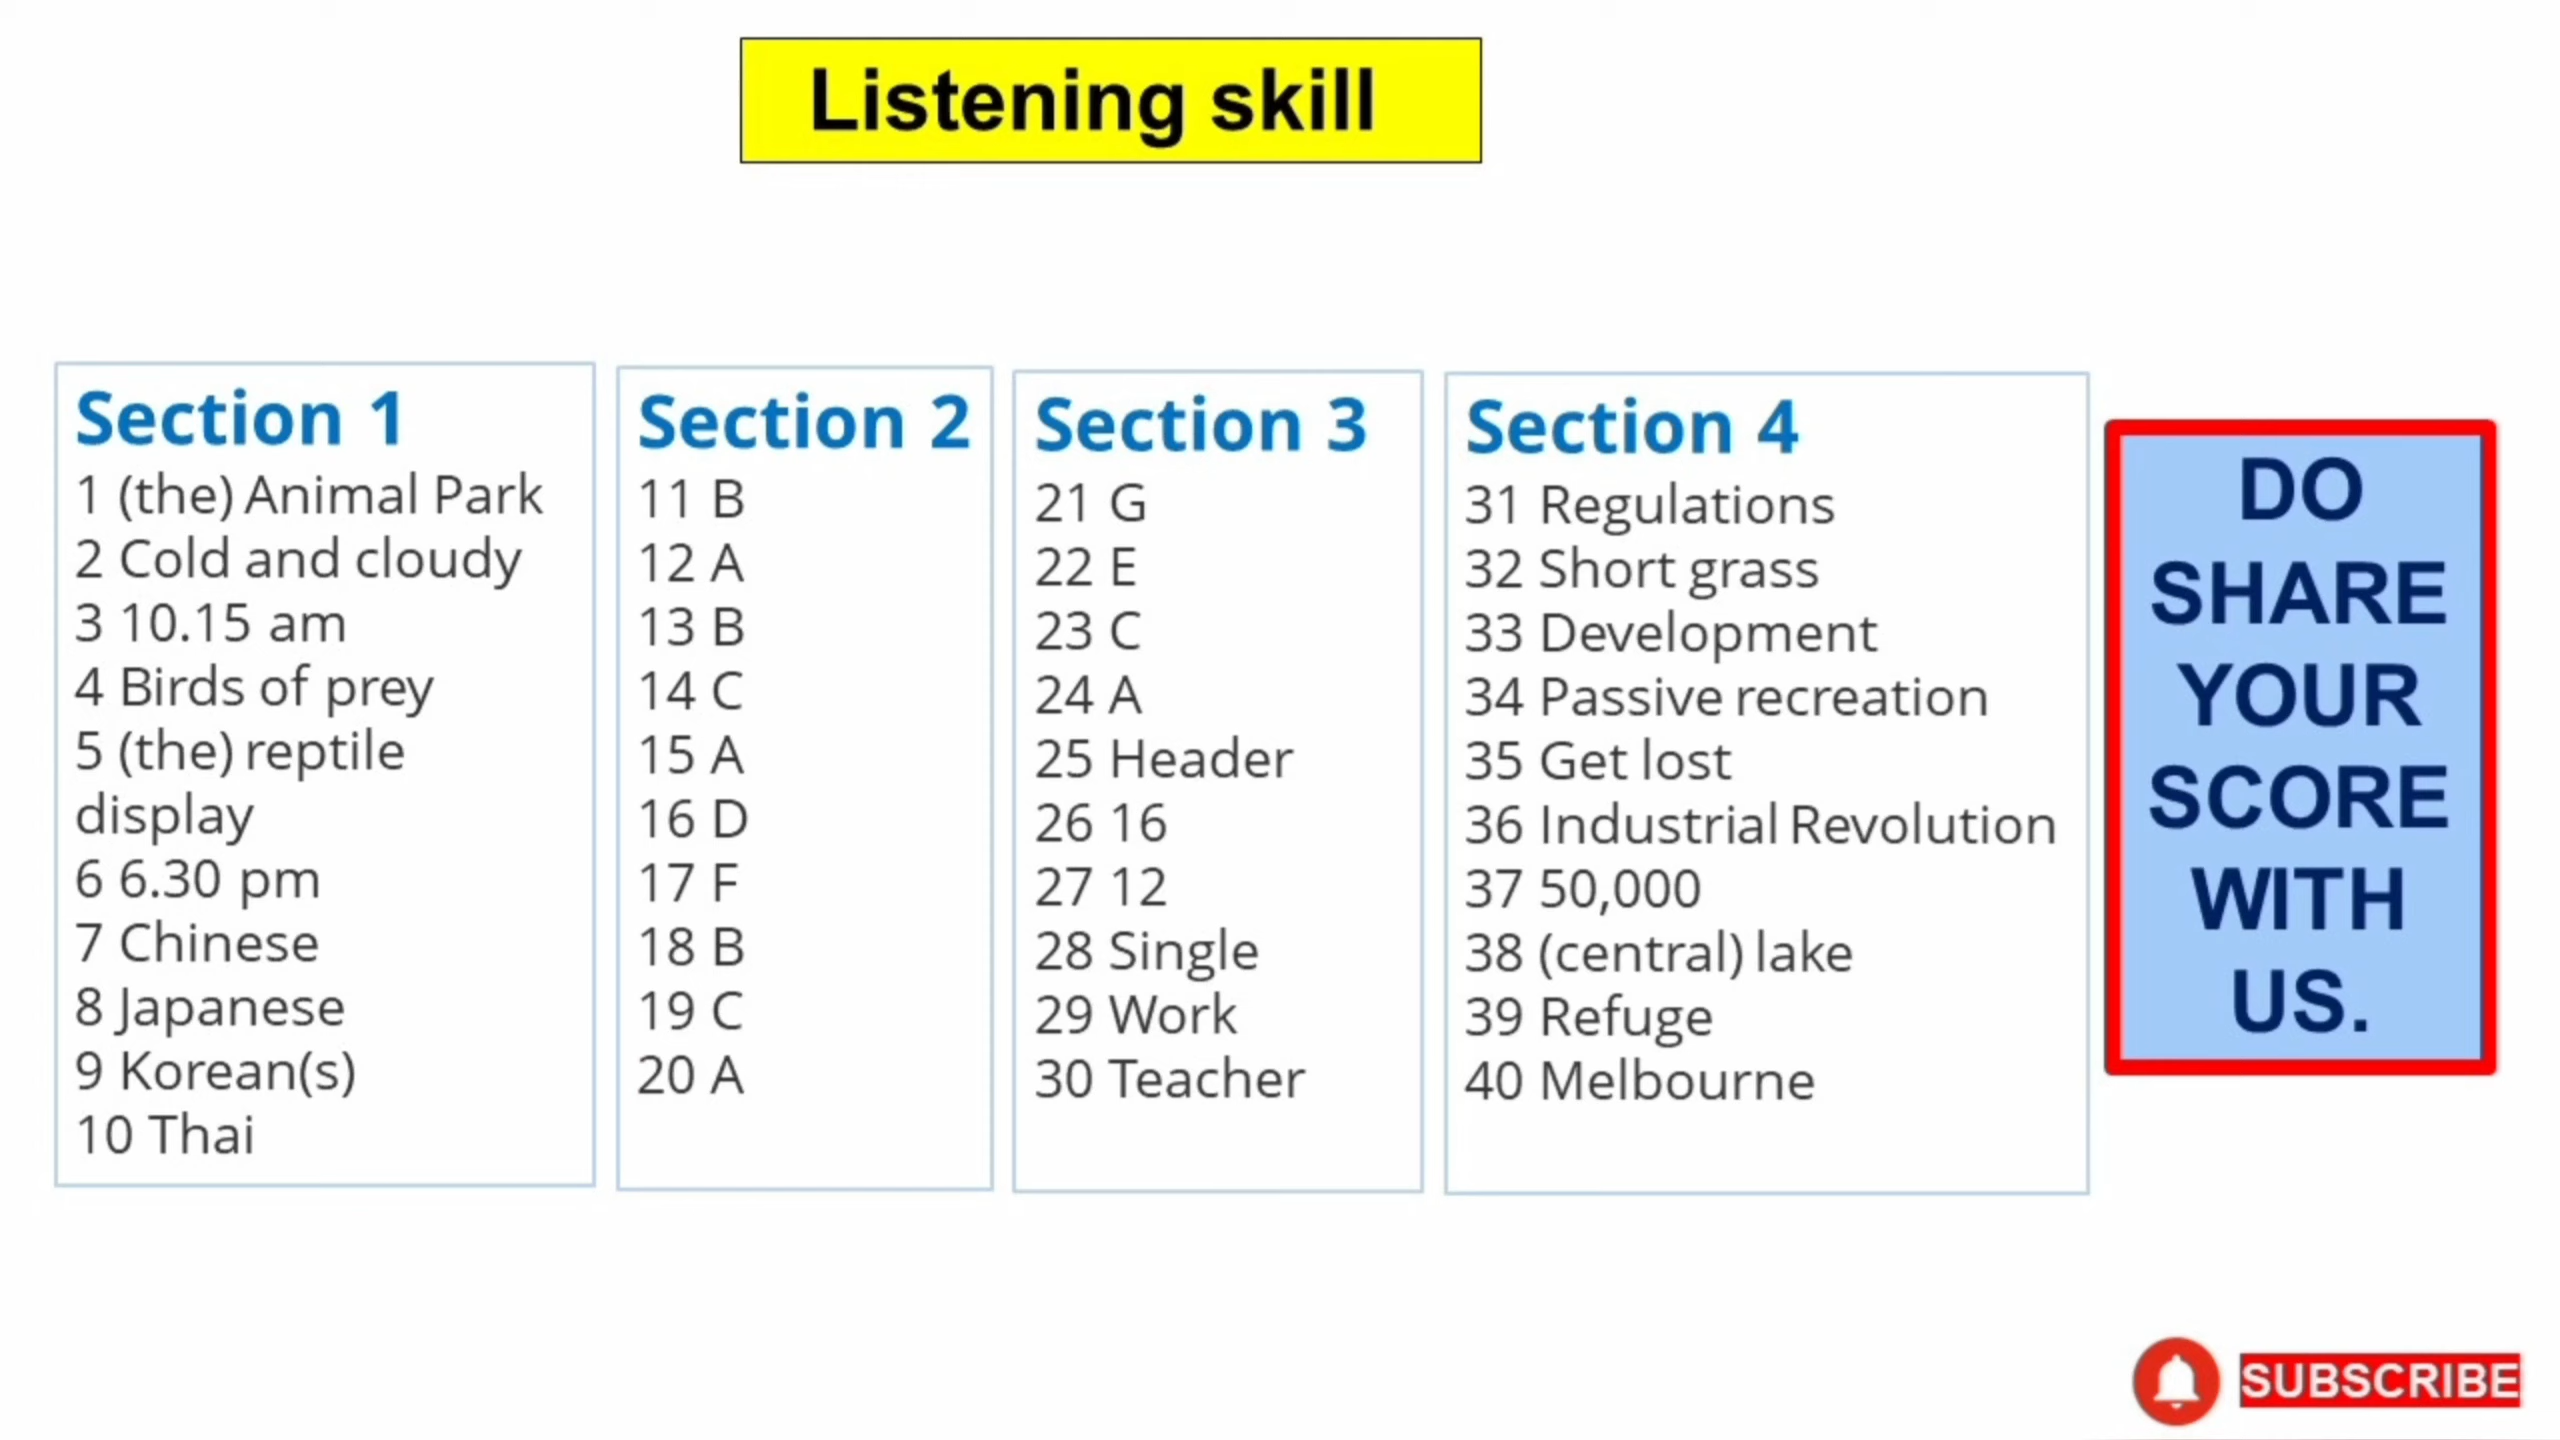 Listening skill
Section 1
1 (the) Animal Park
2 Cold and cloudy
3 10.15 am
4 Birds of prey
5 (the) reptile
display
6 6.30 pm
7 Chinese
8 Japanese
9 Korean(s)
10 Thai
Section 2
11 B
12 A
13 B
14 C
15 A
16 D
17 F
18 B
19 C
20 A
Section 3
21 G
22 E
23 C
24 A
25 Header
26 16
27 12
28 Single
29 Work
30 Teacher
Section 4
31 Regulations
32 Short grass
33 Development
34 Passive recreation
35 Get lost
36 Industrial Revolution
37 50,000
38 (central) lake
39 Refuge
40 Melbourne
DO
SHARE
YOUR
SCORE
WITH
US.
SUBSCRIBE